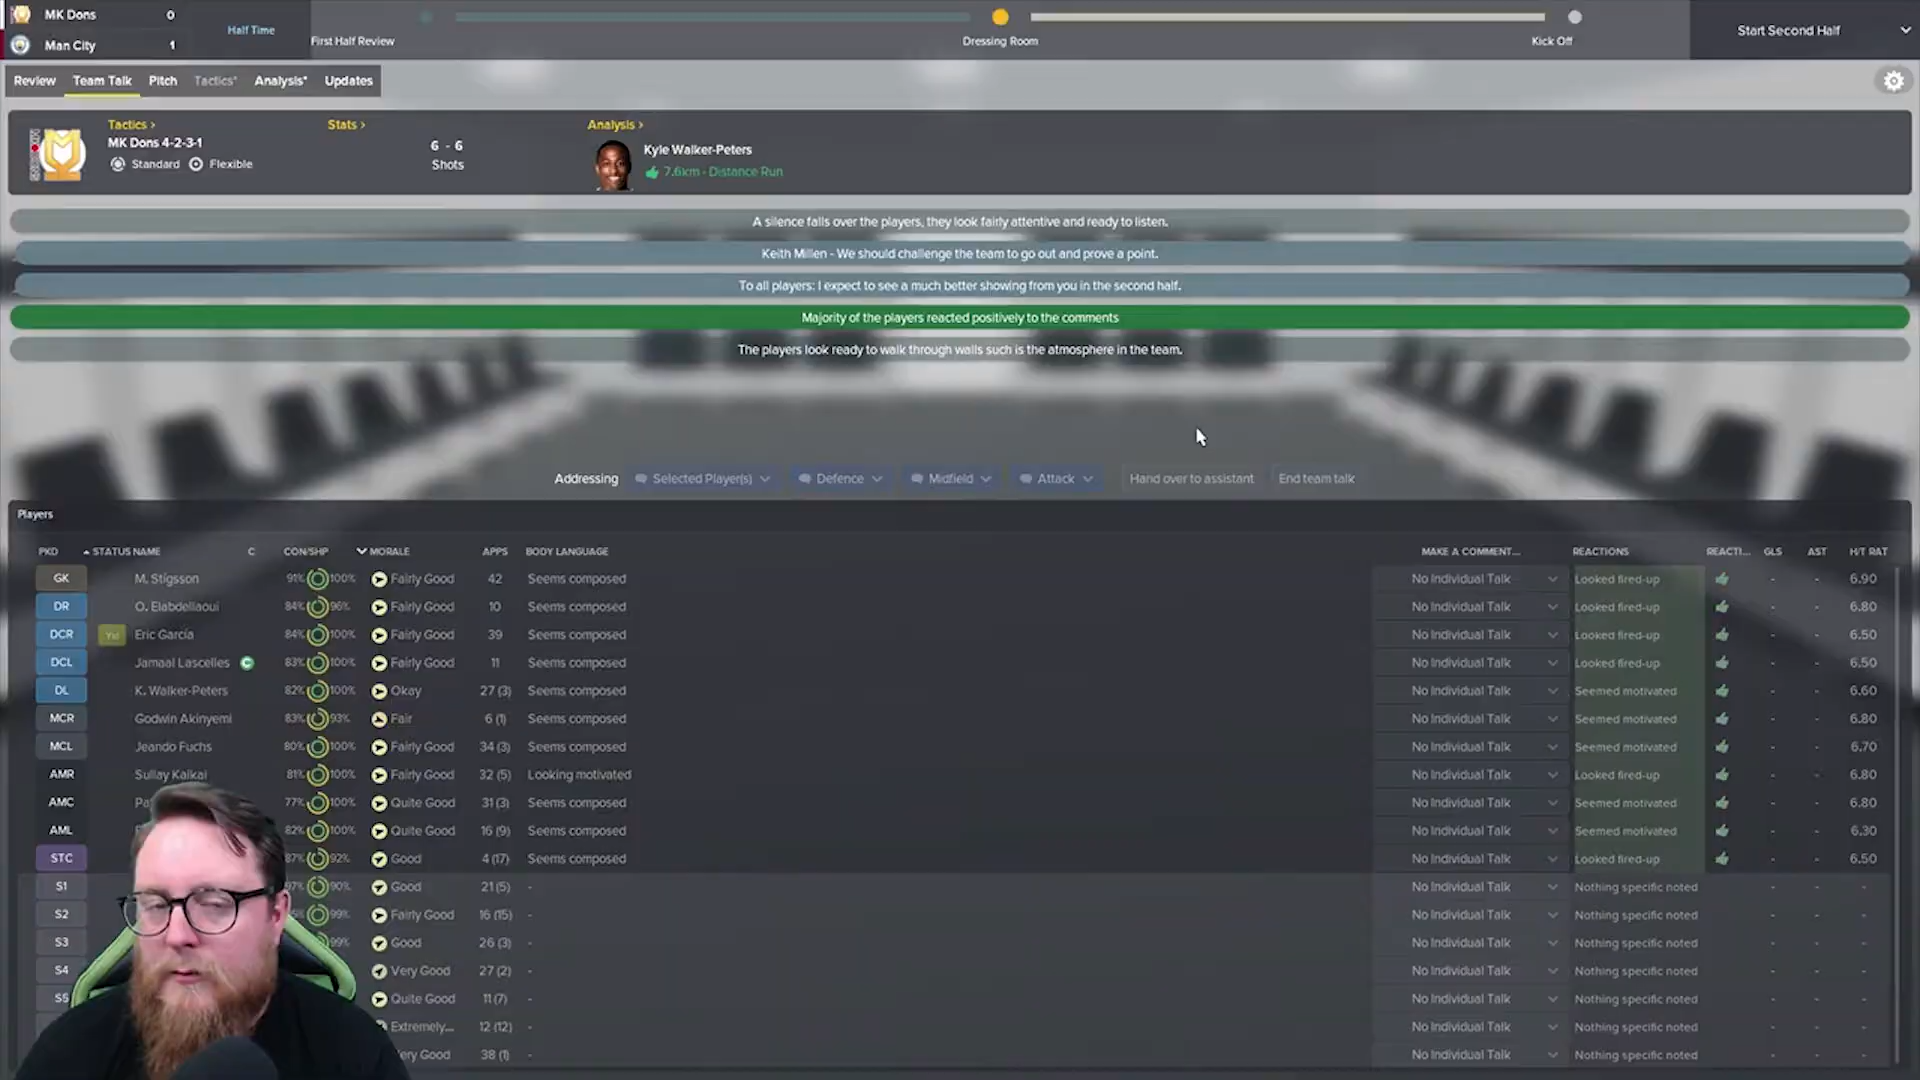 MK Dons 0
Man City 1
Half Time
First Half Review
Dressing Room
Kick Off
Start Second Half
Review Team Talk Pitch Tactics* Analysis* Updates
Tactics >
MK Dons 4-2-3-1
Standard Flexible
Stats >
6 - 6
Shots
Analysis >
Kyle Walker-Peters
7.6km - Distance Run
A silence falls over the players, they look fairly attentive and ready to listen.
Keith Millen - We should challenge the team to go out and prove a point.
To all players: I expect to see a much better showing from you in the second half.
Majority of the players reacted positively to the comments
The players look ready to walk through walls such is the atmosphere in the team.
Addressing Selected Player(s) Defence Midfield Attack Hand over to assistant End team talk
Players
PKD STATUS NAME C CON/SHP MORALE APPS BODY LANGUAGE MAKE A COMMENT... REACTIONS REACTI... GLS AST H/T RAT
GK M. Stigsson 91% 100% Fairly Good 42 Seems composed No Individual Talk Looked fired-up - - 6.90
DR O. Elabdellaoui 84% 96% Fairly Good 10 Seems composed No Individual Talk Looked fired-up - - 6.80
DCR Yel Eric García 84% 100% Fairly Good 39 Seems composed No Individual Talk Looked fired-up - - 6.50
DCL Jamaal Lascelles C 83% 100% Fairly Good 11 Seems composed No Individual Talk Looked fired-up - - 6.50
DL K. Walker-Peters 82% 100% Okay 27 (3) Seems composed No Individual Talk Seemed motivated - - 6.60
MCR Godwin Akinyemi 83% 93% Fair 6 (1) Seems composed No Individual Talk Seemed motivated - - 6.80
MCL Jeando Fuchs 80% 100% Fairly Good 34 (3) Seems composed No Individual Talk Seemed motivated - - 6.70
AMR Sullay Kaikai 81% 100% Fairly Good 32 (5) Looking motivated No Individual Talk Looked fired-up - - 6.80
AMC 77% 100% Quite Good 31 (3) Seems composed No Individual Talk Seemed motivated - - 6.80
AML 82% 100% Quite Good 16 (9) Seems composed No Individual Talk Seemed motivated - - 6.30
STC 87% 92% Good 4 (17) Seems composed No Individual Talk Looked fired-up - - 6.50
S1 90% Good 21 (5) - No Individual Talk Nothing specific noted - - -
S2 99% Fairly Good 16 (15) - No Individual Talk Nothing specific noted - - -
S3 99% Good 26 (3) - No Individual Talk Nothing specific noted - - -
S4 Very Good 27 (2) - No Individual Talk Nothing specific noted - - -
S5 Quite Good 11 (7) - No Individual Talk Nothing specific noted - - -
Extremely... 12 (12) - No Individual Talk Nothing specific noted - - -
Good 38 (1) - No Individual Talk Nothing specific noted - - -